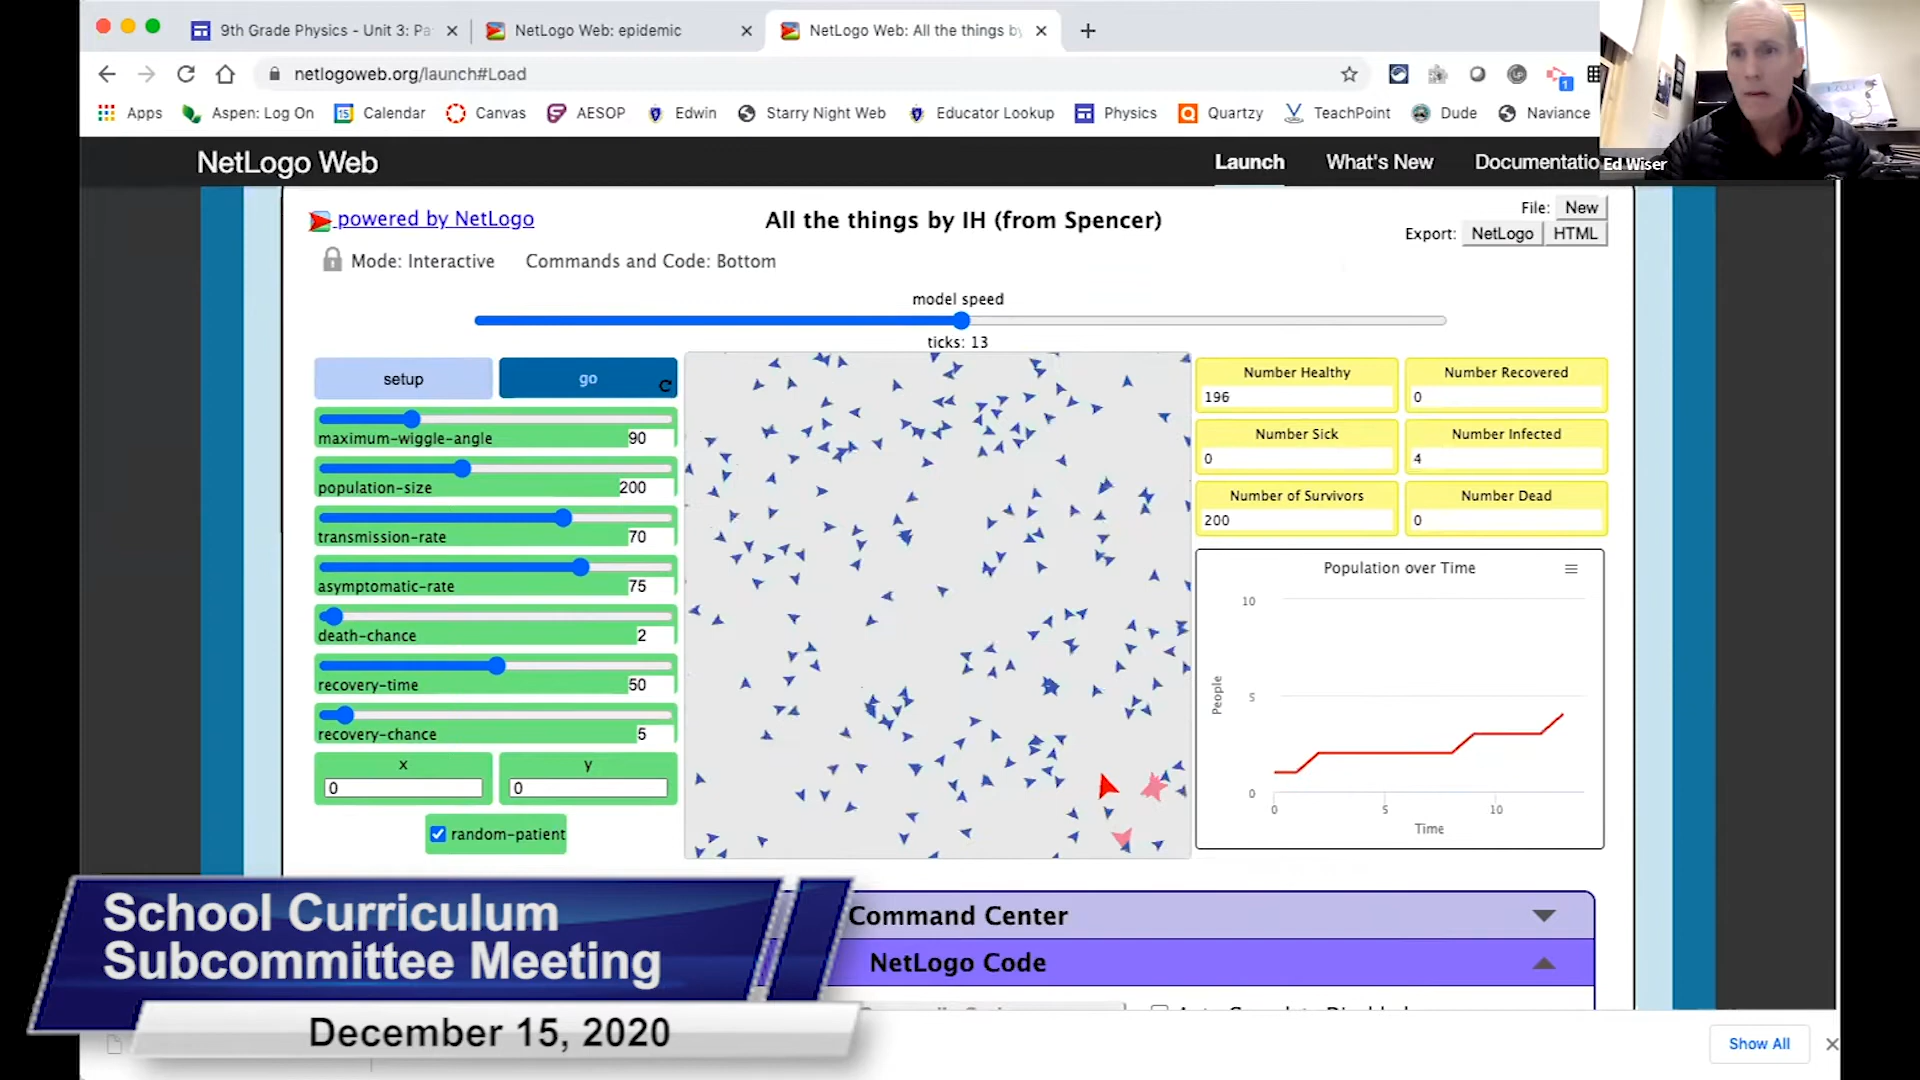 9th Grade Physics - Unit 3: Pa
NetLogo Web: epidemic
NetLogo Web: All the things by
netlogoweb.org/launch#Load
Apps
Aspen: Log On
15
Calendar
Canvas
AESOP
Edwin
Starry Night Web
Educator Lookup
Physics
Quartzy
TeachPoint
Dude
Naviance
1
Ed Wiser
NetLogo Web
Launch
What's New
Documentatio
powered by NetLogo
All the things by IH (from Spencer)
File: New
Export: NetLogo HTML
Mode: Interactive
Commands and Code: Bottom
model speed
ticks: 13
setup
go
maximum-wiggle-angle 90
population-size 200
transmission-rate 70
asymptomatic-rate 75
death-chance 2
recovery-time 50
recovery-chance 5
x
0
y
0
random-patient
Number Healthy
196
Number Recovered
0
Number Sick
0
Number Infected
4
Number of Survivors
200
Number Dead
0
Population over Time
People
10
5
0
0 5 10
Time
Command Center
NetLogo Code
School Curriculum
Subcommittee Meeting
December 15, 2020
Show All